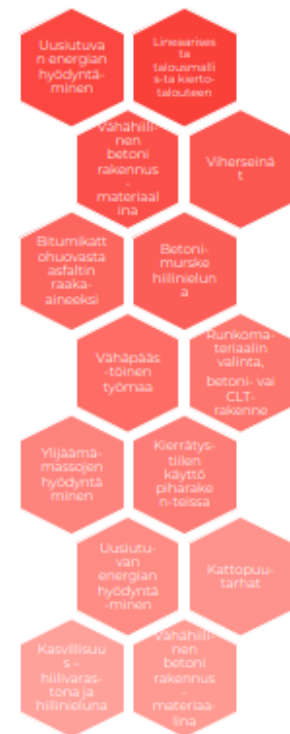 Uusiutuva
n energian
hyödyntä-
minen
Lineaarises
ta
talousmalli
s-ta kierto-
talouteen
Vähähiili-
nen
betoni
rakennus
-
materiaal
ina
Viherseinä
t
Bitumikatt
ohuovasta
asfaltin
raaka-
aineeksi
Betoni-
murske
hiilinielun
a
Vähäpääs
-töinen
työmaa
Runkoma-
teriaalin
valinta,
betoni- vai
CLT-
rakenne
Ylijäämä-
massojen
hyödyntä
minen
Kierrätys-
tiilien
käyttö
piharake
n-teissa
Uusiutu-
van
energian
hyödyntä
-minen
Kattopuu-
tarhat
Kasvillisuu
s –
hiilivaras-
tona ja
hiilinieluna
Vähähiili-
nen
betoni
rakennus
-
materiaa-
lina